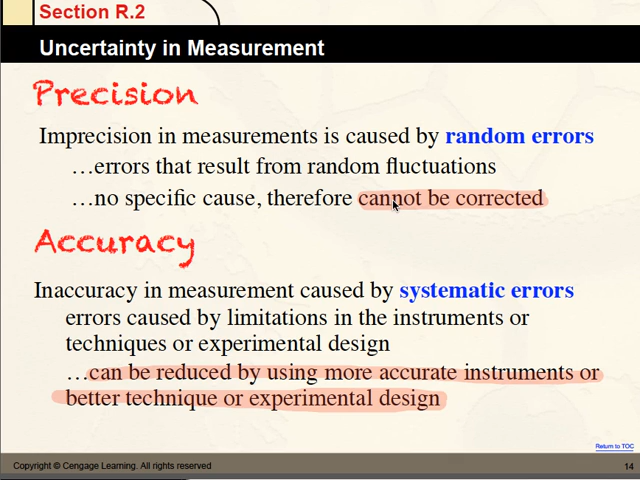 Section R.2
Uncertainty in Measurement
Precision
Imprecision in measurements is caused by random errors
…errors that result from random fluctuations
…no specific cause, therefore cannot be corrected
Accuracy
Inaccuracy in measurement caused by systematic errors
errors caused by limitations in the instruments or
techniques or experimental design
…can be reduced by using more accurate instruments or
better technique or experimental design
Return to TOC
Copyright © Cengage Learning. All rights reserved 14